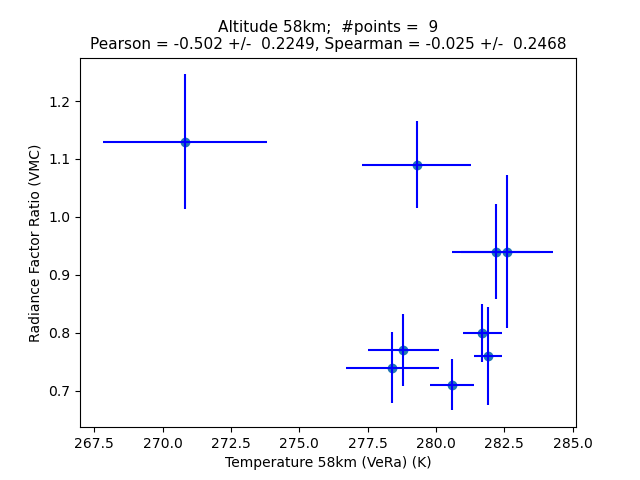 Altitude 58km;  #points =  9
Pearson = -0.502 +/-  0.2249, Spearman = -0.025 +/-  0.2468
Radiance Factor Ratio (VMC)
1.2
1.1
1.0
0.9
0.8
0.7
267.5 270.0 272.5 275.0 277.5 280.0 282.5 285.0
Temperature 58km (VeRa) (K)